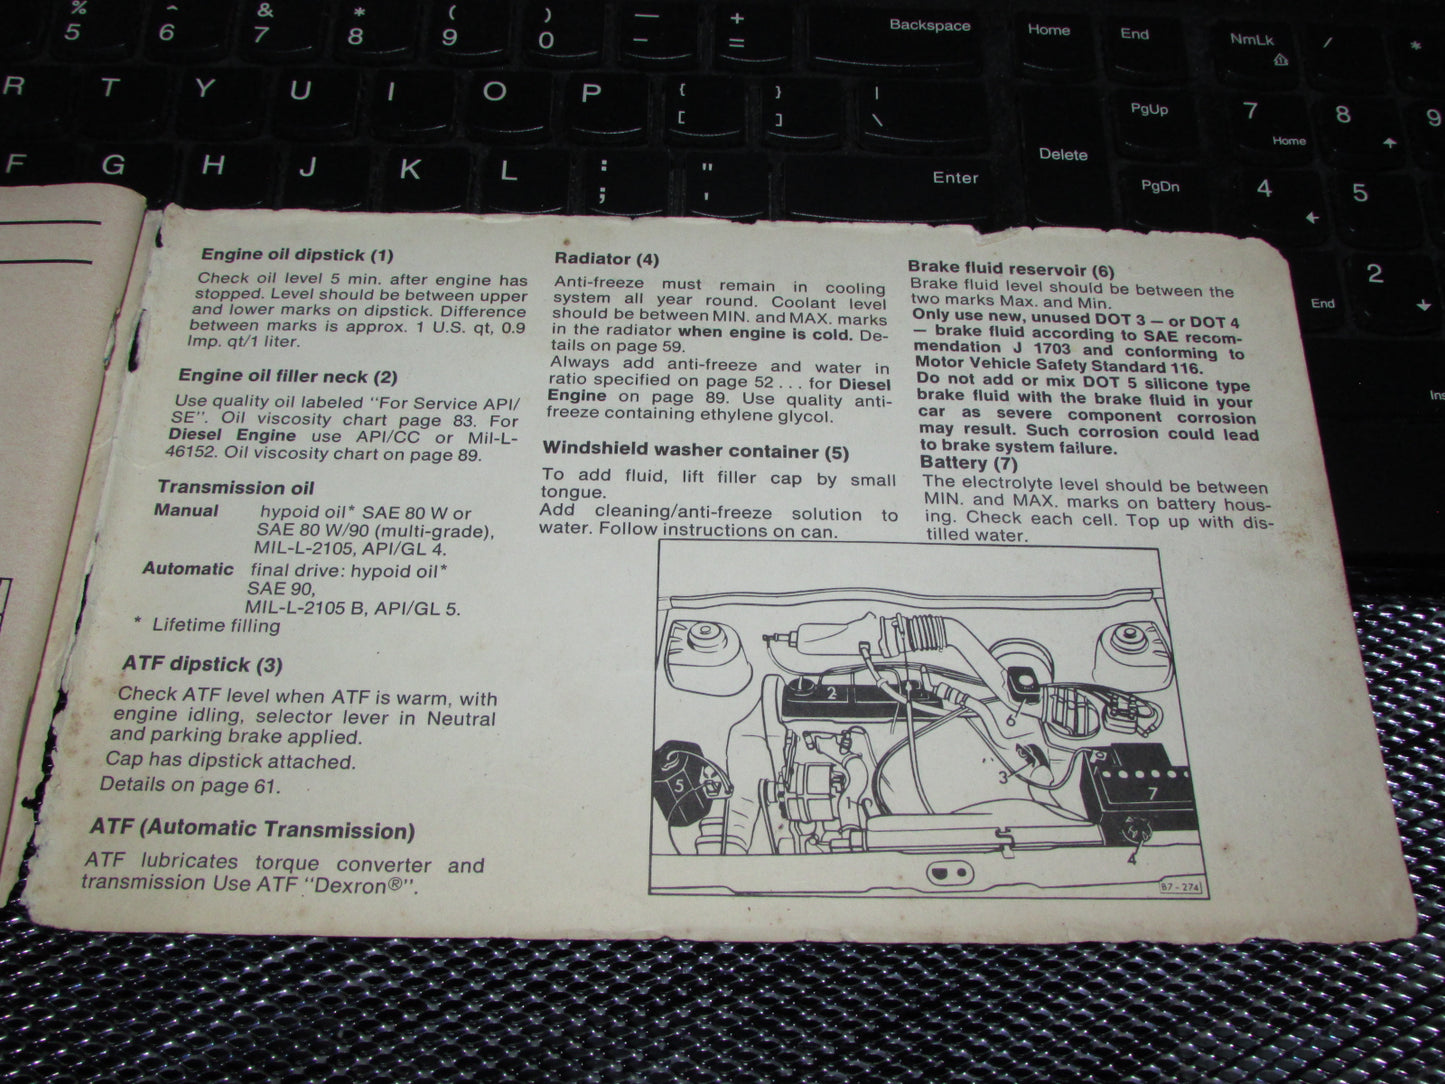 % 5
^ 6
& 7
* 8
( 9
) 0
— -
+ =
Backspace
Home
End
NmLk
/
*
R T Y U I O P
{ [
} ]
| \
Delete
PgUp
7 Home
8
9
F G H J K L
: ;
" '
Enter
PgDn
4
5
End
2
Ins
Engine oil dipstick (1)
Check oil level 5 min. after engine has
stopped. Level should be between upper
and lower marks on dipstick. Difference
between marks is approx. 1 U.S. qt, 0.9
Imp. qt/1 liter.
Engine oil filler neck (2)
Use quality oil labeled "For Service API/
SE". Oil viscosity chart page 83. For
Diesel Engine use API/CC or Mil-L-
46152. Oil viscosity chart on page 89.
Transmission oil
Manual hypoid oil* SAE 80 W or
SAE 80 W/90 (multi-grade),
MIL-L-2105, API/GL 4.
Automatic final drive: hypoid oil*
SAE 90,
MIL-L-2105 B, API/GL 5.
* Lifetime filling
ATF dipstick (3)
Check ATF level when ATF is warm, with
engine idling, selector lever in Neutral
and parking brake applied.
Cap has dipstick attached.
Details on page 61.
ATF (Automatic Transmission)
ATF lubricates torque converter and
transmission Use ATF "Dexron®".
Radiator (4)
Anti-freeze must remain in cooling
system all year round. Coolant level
should be between MIN. and MAX. marks
in the radiator when engine is cold. De-
tails on page 59.
Always add anti-freeze and water in
ratio specified on page 52 . . . for Diesel
Engine on page 89. Use quality anti-
freeze containing ethylene glycol.
Windshield washer container (5)
To add fluid, lift filler cap by small
tongue.
Add cleaning/anti-freeze solution to
water. Follow instructions on can.
Brake fluid reservoir (6)
Brake fluid level should be between the
two marks Max. and Min.
Only use new, unused DOT 3 — or DOT 4
— brake fluid according to SAE recom-
mendation J 1703 and conforming to
Motor Vehicle Safety Standard 116.
Do not add or mix DOT 5 silicone type
brake fluid with the brake fluid in your
car as severe component corrosion
may result. Such corrosion could lead
to brake system failure.
Battery (7)
The electrolyte level should be between
MIN. and MAX. marks on battery hous-
ing. Check each cell. Top up with dis-
tilled water.
2
6
1
3
5
7
4
B7 - 274